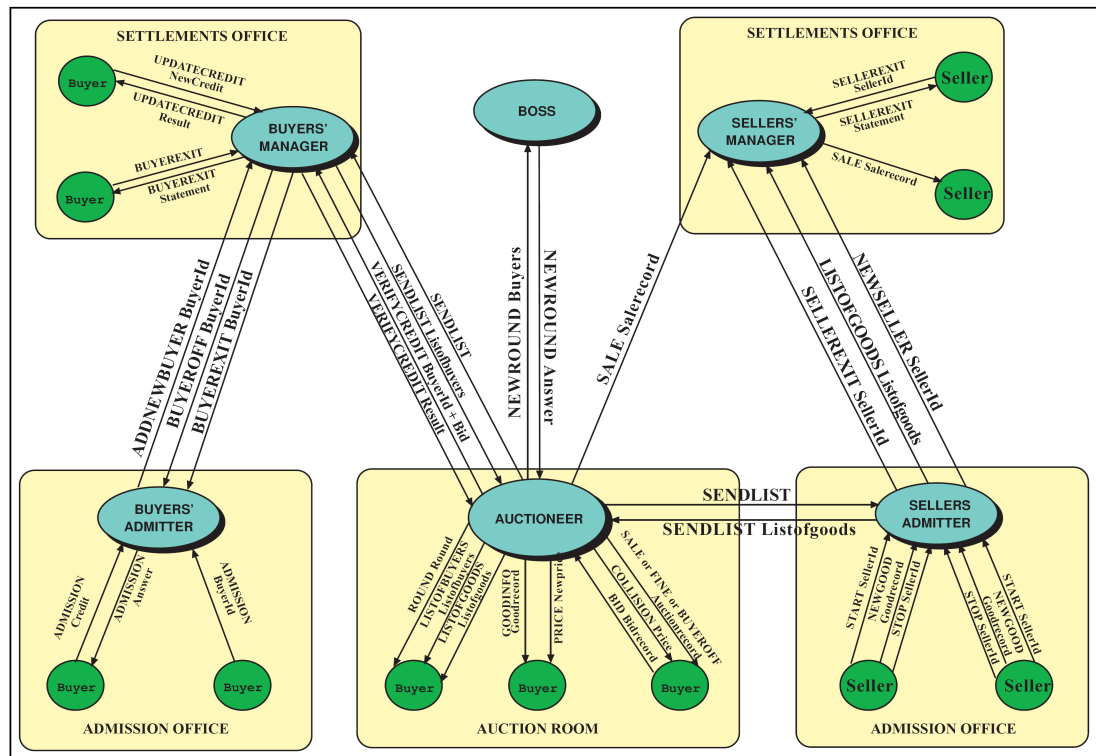 SETTLEMENTS OFFICE
Buyer
UPDATECREDIT
NewCredit
UPDATECREDIT
Result
BUYERS'
MANAGER
BUYEREXIT
BUYEREXIT
Statement
Buyer
BOSS
SETTLEMENTS OFFICE
SELLEREXIT
SellerId
Seller
SELLEREXIT
Statement
SELLERS'
MANAGER
SALE Salerecord
Seller
ADDNEWBUYER BuyerId
BUYEROFF BuyerId
BUYEREXIT BuyerId
SENDLIST
SENDLIST Listofbuyers
VERIFYCREDIT BuyerId + Bid
VERIFYCREDIT Result
NEWROUND Buyers
NEWROUND Answer
SALE Salerecord
NEWSELLER SellerId
LISTOFGOODS Listofgoods
SELLEREXIT SellerId
BUYERS'
ADMITTER
ADMISSION
Credit
ADMISSION
Answer
ADMISSION
BuyerId
Buyer
Buyer
ADMISSION OFFICE
AUCTIONEER
SENDLIST
SENDLIST Listofgoods
ROUND Round
LISTOFBUYERS
Listofbuyers
LISTOFGOODS
Listofgoods
GOODINFO
Goodrecord
PRICE Newprice
SALE or FINE or BUYEROFF
Auctionrecord
COLLISION Price
BID Bidrecord
Buyer
Buyer
Buyer
AUCTION ROOM
SELLERS
ADMITTER
START SellerId
NEWGOOD
Goodrecord
STOP SellerId
START SellerId
NEWGOOD
Goodrecord
STOP SellerId
Seller
Seller
ADMISSION OFFICE